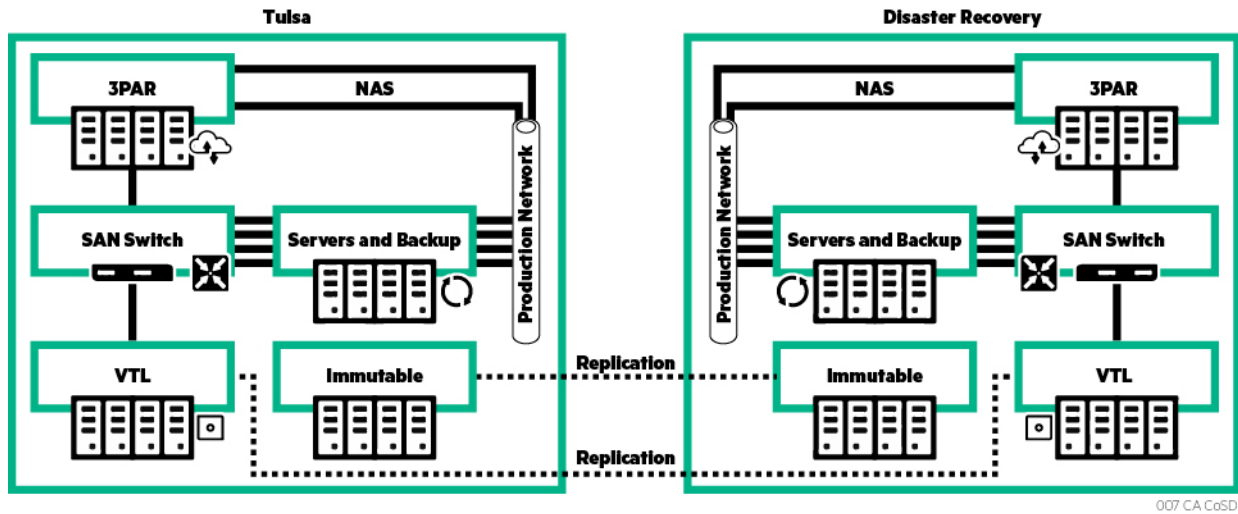 Tulsa
Disaster Recovery
3PAR
NAS
NAS
3PAR
Production Network
Production Network
SAN Switch
Servers and Backup
Servers and Backup
SAN Switch
VTL
Immutable
Replication
Immutable
VTL
Replication
007 CA CoSD